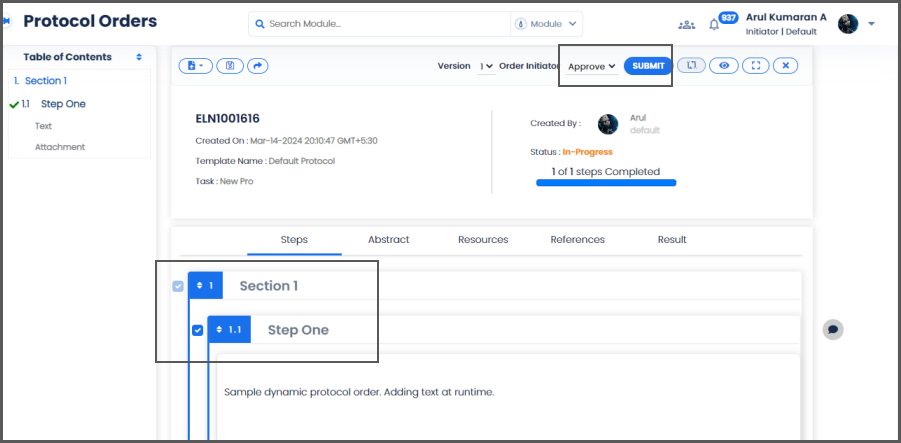 Protocol Orders
Search Module...
Module
937
Arul Kumaran A
Initiator | Default
Table of Contents
1. Section 1
1.1 Step One
Text
Attachment
Version 1 Order Initiator Approve SUBMIT
ELN1001616
Created On : Mar-14-2024 20:10:47 GMT+5:30
Template Name : Default Protocol
Task : New Pro
Created By : Arul
default
Status : In-Progress
1 of 1 steps Completed
Steps Abstract Resources References Result
1 Section 1
1.1 Step One
Sample dynamic protocol order. Adding text at runtime.